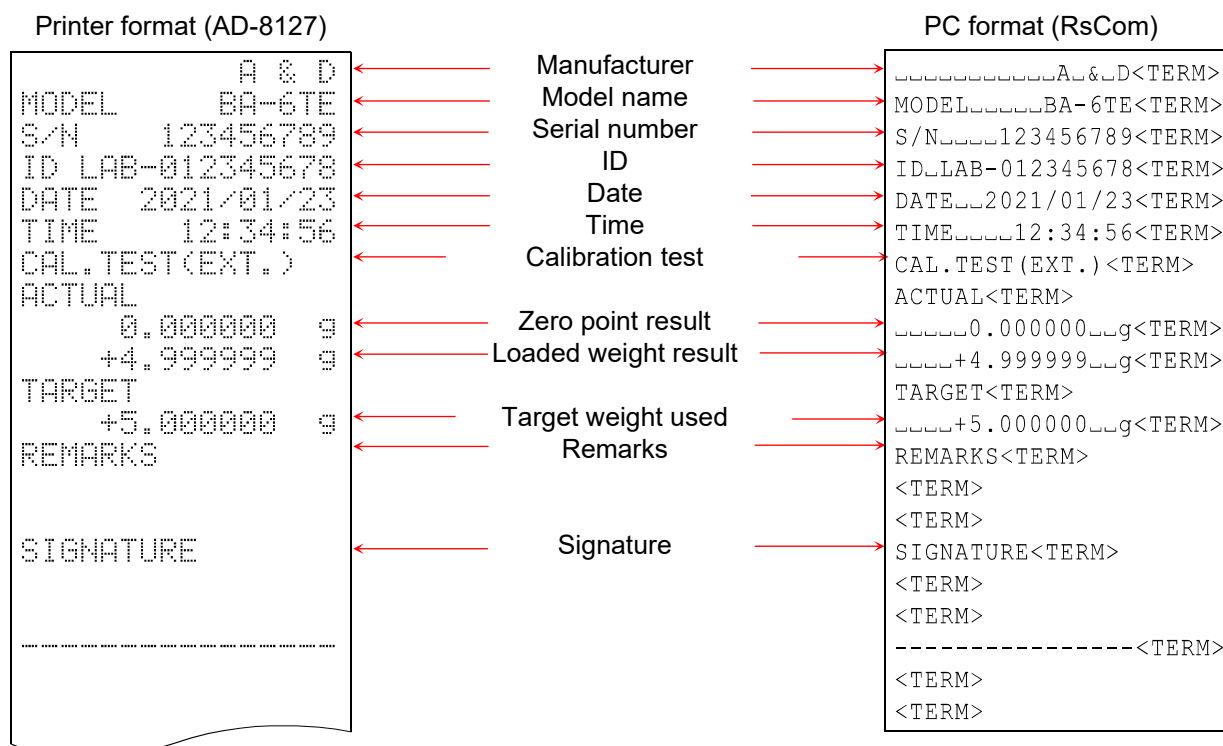 Printer format (AD-8127)
A & D
MODEL BA-6TE
S/N 123456789
ID LAB-012345678
DATE 2021/01/23
TIME 12:34:56
CAL.TEST(EXT.)
ACTUAL
0.000000 g
+4.999999 g
TARGET
+5.000000 g
REMARKS
SIGNATURE
----------------
Manufacturer
Model name
Serial number
ID
Date
Time
Calibration test
Zero point result
Loaded weight result
Target weight used
Remarks
Signature
PC format (RsCom)
␣␣␣␣␣␣␣␣␣␣␣A␣&␣D<TERM>
MODEL␣␣␣␣␣BA-6TE<TERM>
S/N␣␣␣␣123456789<TERM>
ID␣LAB-012345678<TERM>
DATE␣␣2021/01/23<TERM>
TIME␣␣␣␣12:34:56<TERM>
CAL.TEST(EXT.)<TERM>
ACTUAL<TERM>
␣␣␣␣␣0.000000␣␣g<TERM>
␣␣␣␣+4.999999␣␣g<TERM>
TARGET<TERM>
␣␣␣␣+5.000000␣␣g<TERM>
REMARKS<TERM>
<TERM>
<TERM>
SIGNATURE<TERM>
<TERM>
<TERM>
----------------<TERM>
<TERM>
<TERM>